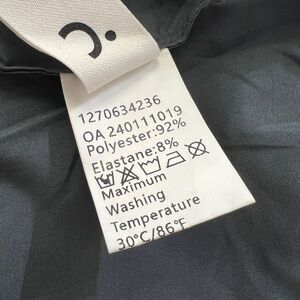 1270634236
OA 240111019
Polyester:92%
Elastane:8%
Maximum
Washing
Temperature
30°C/86°F